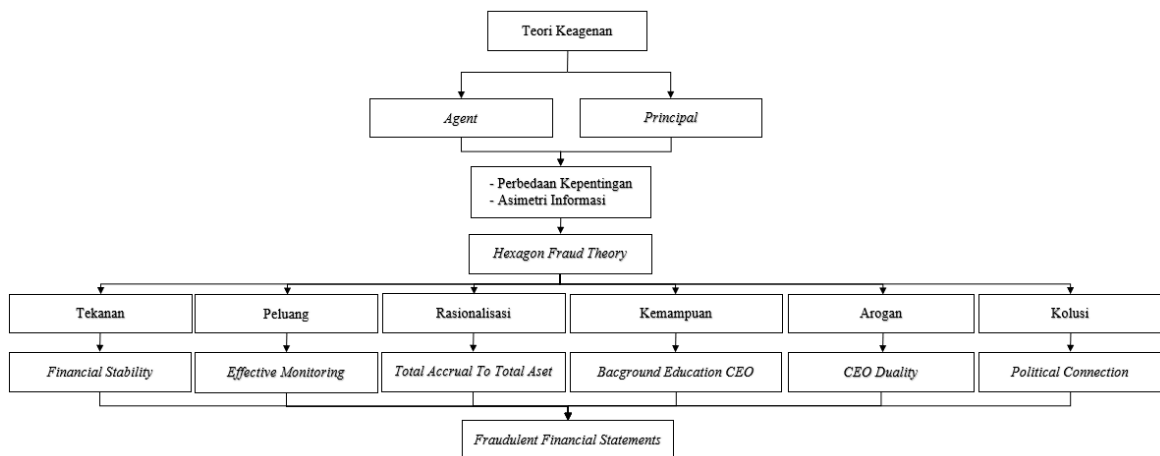 Teori Keagenan
Agent
Principal
- Perbedaan Kepentingan
- Asimetri Informasi
Hexagon Fraud Theory
Tekanan
Peluang
Rasionalisasi
Kemampuan
Arogan
Kolusi
Financial Stability
Effective Monitoring
Total Accrual To Total Aset
Bacground Education CEO
CEO Duality
Political Connection
Fraudulent Financial Statements